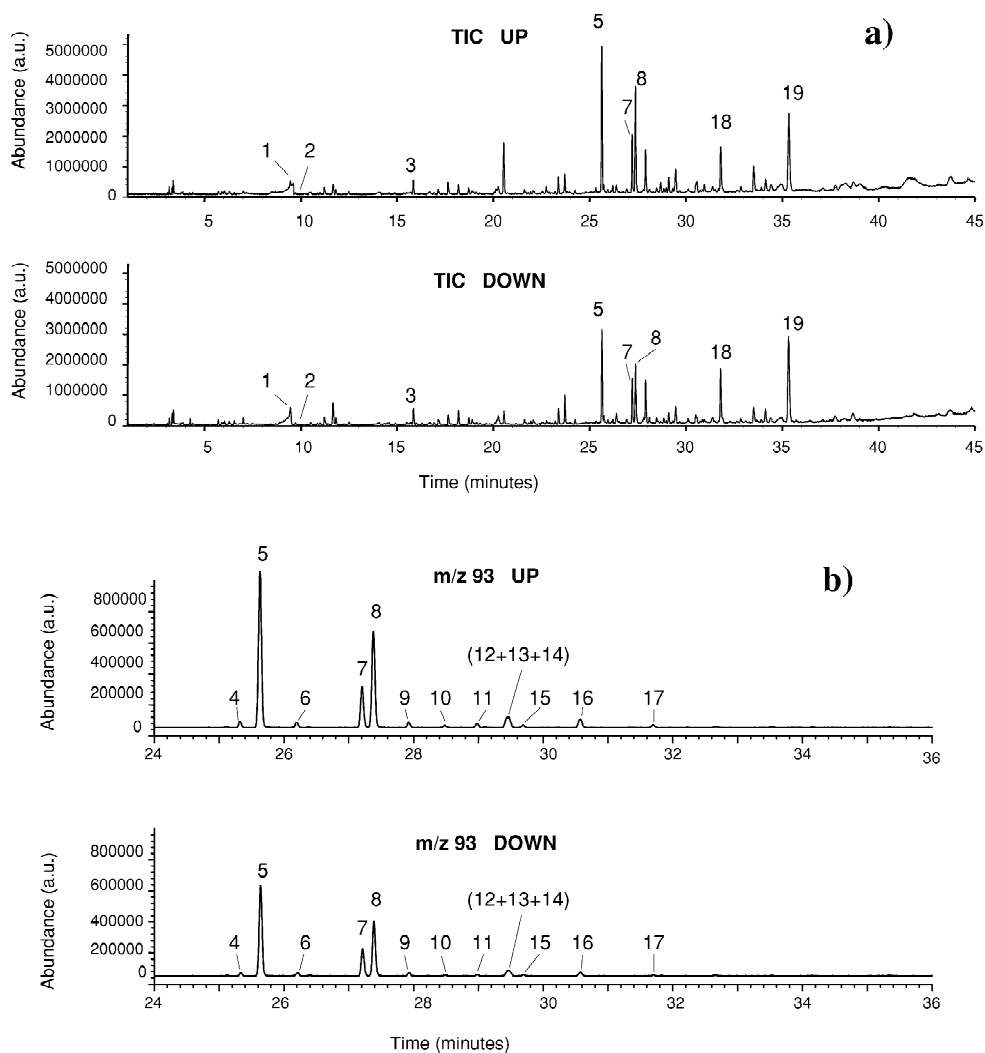 TIC UP
a)
Abundance (a.u.)
5000000
4000000
3000000
2000000
1000000
0
1 2 3 5 7 8 18 19
5 10 15 20 25 30 35 40 45
TIC DOWN
Abundance (a.u.)
5000000
4000000
3000000
2000000
1000000
0
1 2 3 5 7 8 18 19
5 10 15 20 25 30 35 40 45
Time (minutes)
m/z 93 UP
b)
Abundance (a.u.)
800000
600000
400000
200000
0
4 5 6 7 8 9 10 11 (12+13+14) 15 16 17
24 26 28 30 32 34 36
m/z 93 DOWN
Abundance (a.u.)
800000
600000
400000
200000
0
4 5 6 7 8 9 10 11 (12+13+14) 15 16 17
24 26 28 30 32 34 36
Time (minutes)